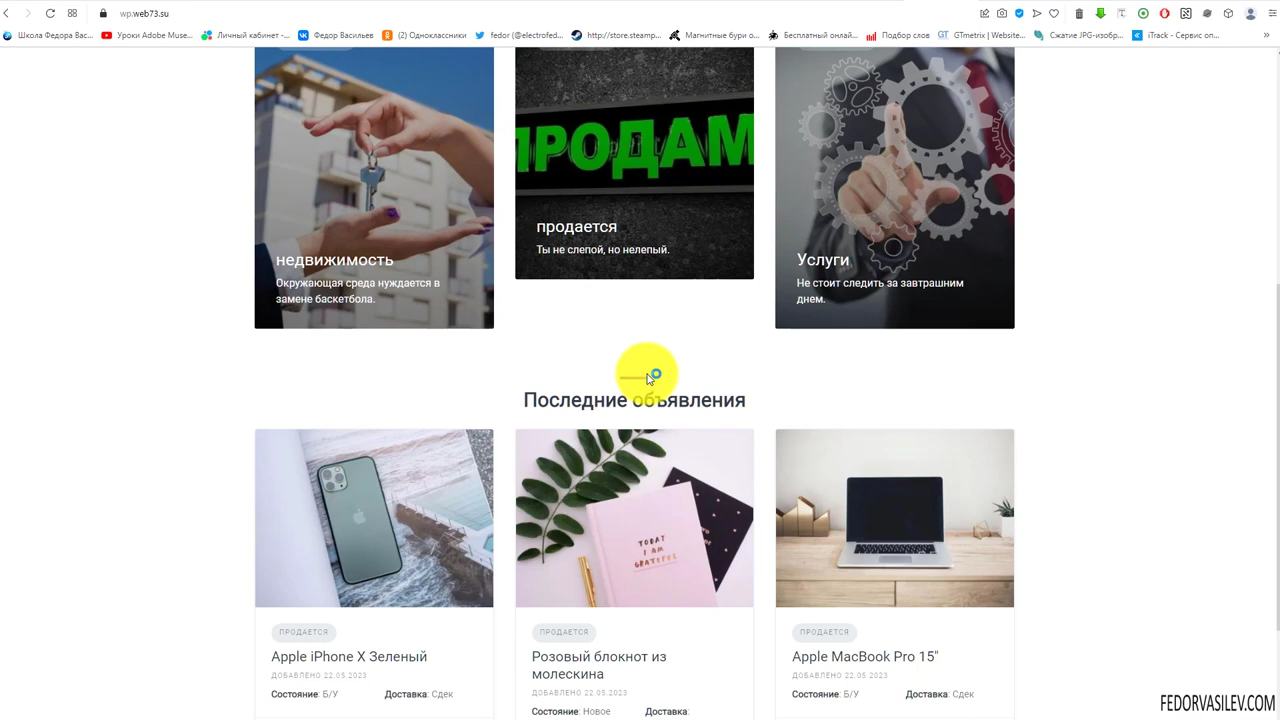 wp.web73.su
Школа Федора Вас...
Уроки Adobe Muse...
Личный кабинет -...
Федор Васильев
(2) Одноклассники
fedor (@electrofed...
http://store.steamp...
Магнитные бури о...
Бесплатный онлай...
Подбор слов
GTmetrix | Website...
Сжатие JPG-изобр...
iTrack - Сервис оп...
ПРОДАМ
недвижимость
Окружающая среда нуждается в
замене баскетбола.
продается
Ты не слепой, но нелепый.
Услуги
Не стоит следить за завтрашним
днем.
Последние объявления
TODAY
I AM
GRATEFUL
ПРОДАЕТСЯ
Apple iPhone X Зеленый
ДОБАВЛЕНО 22.05.2023
Состояние: Б/У Доставка: Сдек
ПРОДАЕТСЯ
Розовый блокнот из
молескина
ДОБАВЛЕНО 22.05.2023
Состояние: Новое Доставка:
ПРОДАЕТСЯ
Apple MacBook Pro 15"
ДОБАВЛЕНО 22.05.2023
Состояние: Б/У Доставка: Сдек
FEDORVASILEV.COM